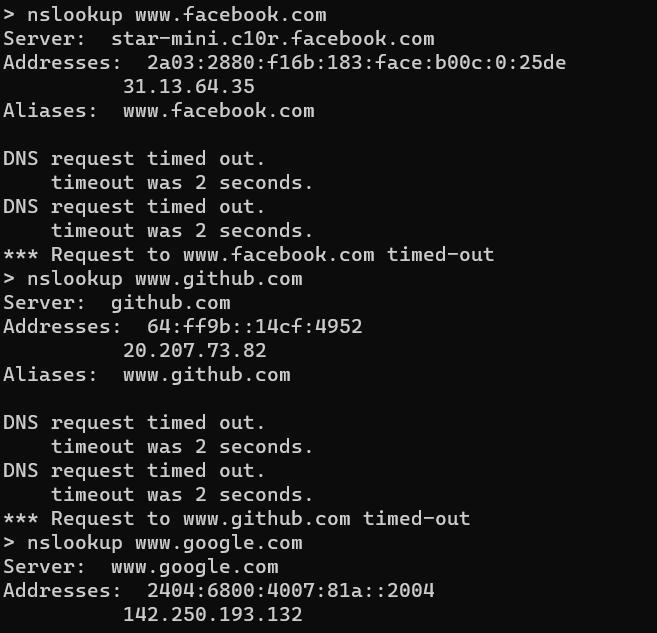 > nslookup www.facebook.com
Server:  star-mini.c10r.facebook.com
Addresses:  2a03:2880:f16b:183:face:b00c:0:25de
          31.13.64.35
Aliases:  www.facebook.com

DNS request timed out.
    timeout was 2 seconds.
DNS request timed out.
    timeout was 2 seconds.
*** Request to www.facebook.com timed-out
> nslookup www.github.com
Server:  github.com
Addresses:  64:ff9b::14cf:4952
          20.207.73.82
Aliases:  www.github.com

DNS request timed out.
    timeout was 2 seconds.
DNS request timed out.
    timeout was 2 seconds.
*** Request to www.github.com timed-out
> nslookup www.google.com
Server:  www.google.com
Addresses:  2404:6800:4007:81a::2004
          142.250.193.132